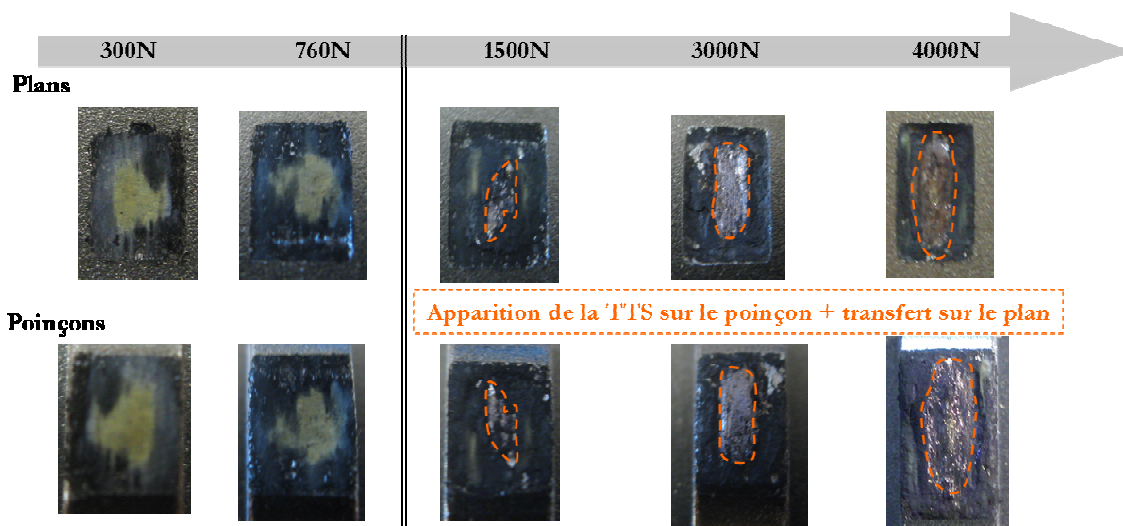 300N 760N 1500N 3000N 4000N
Plans
Apparition de la TTS sur le poinçon + transfert sur le plan
Poinçons